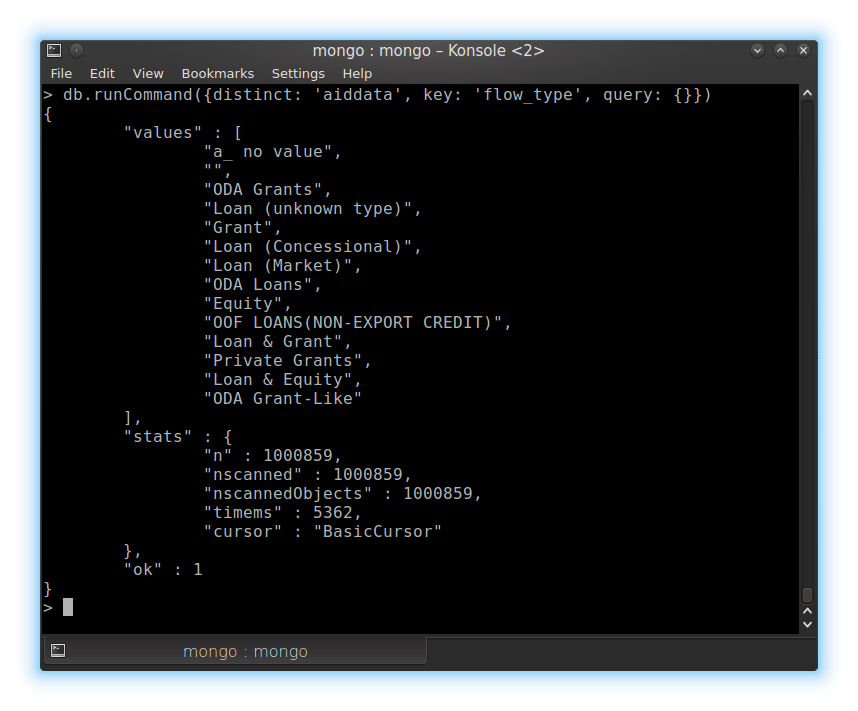 mongo : mongo – Konsole <2>
File Edit View Bookmarks Settings Help
> db.runCommand({distinct: 'aiddata', key: 'flow_type', query: {}})
{
        "values" : [
                "a_ no value",
                "",
                "ODA Grants",
                "Loan (unknown type)",
                "Grant",
                "Loan (Concessional)",
                "Loan (Market)",
                "ODA Loans",
                "Equity",
                "OOF LOANS(NON-EXPORT CREDIT)",
                "Loan & Grant",
                "Private Grants",
                "Loan & Equity",
                "ODA Grant-Like"
        ],
        "stats" : {
                "n" : 1000859,
                "nscanned" : 1000859,
                "nscannedObjects" : 1000859,
                "timems" : 5362,
                "cursor" : "BasicCursor"
        },
        "ok" : 1
}
>
mongo : mongo